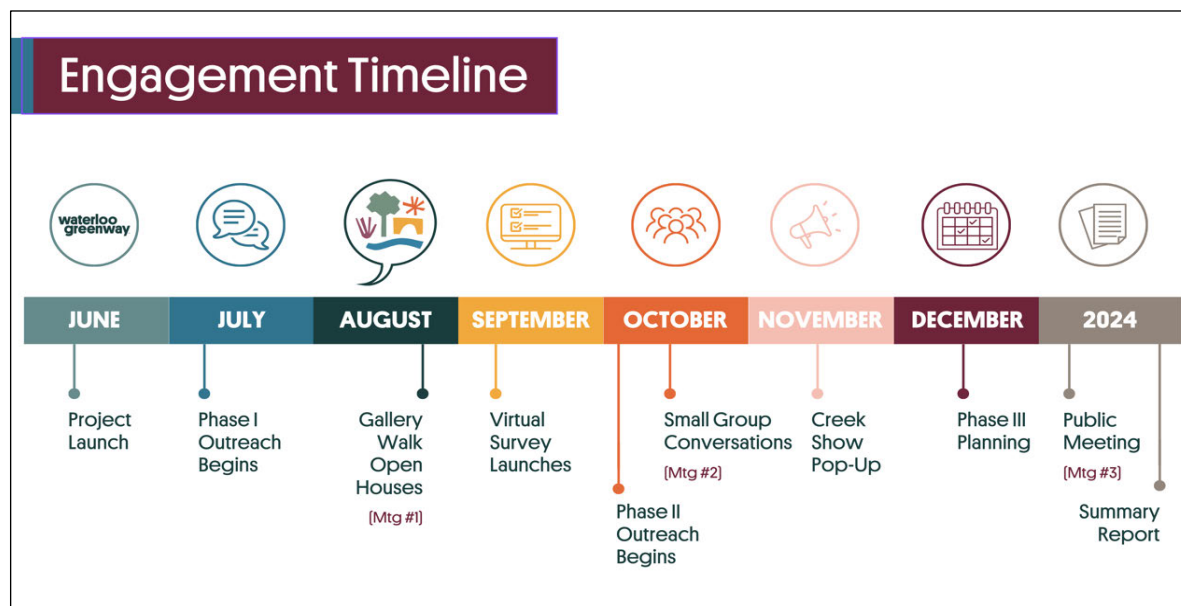 Engagement Timeline
waterloo
greenway
JUNE
JULY
AUGUST
SEPTEMBER
OCTOBER
NOVEMBER
DECEMBER
2024
Project
Launch
Phase I
Outreach
Begins
Gallery
Walk
Open
Houses
(Mtg #1)
Virtual
Survey
Launches
Phase II
Outreach
Begins
Small Group
Conversations
(Mtg #2)
Creek
Show
Pop-Up
Phase III
Planning
Public
Meeting
(Mtg #3)
Summary
Report